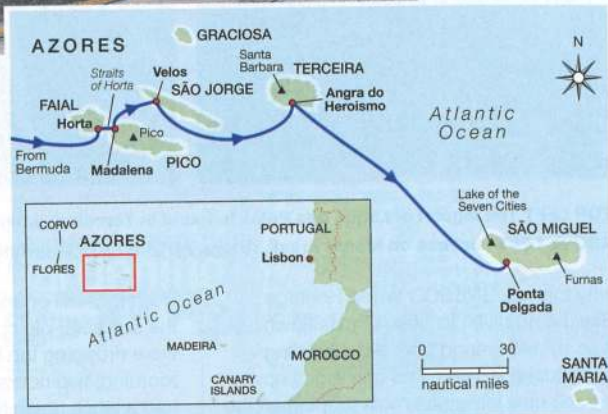 AZORES
GRACIOSA
Santa
Barbara
TERCEIRA
N
Straits
of Horta
Velos
SÃO JORGE
Angra do
Heroismo
Atlantic
Ocean
FAIAL
Horta
Pico
PICO
From
Bermuda
Madalena
Lake of the
Seven Cities
SÃO MIGUEL
Furnas
Ponta
Delgada
CORVO
AZORES
FLORES
PORTUGAL
Lisbon
Atlantic Ocean
MADEIRA
MOROCCO
CANARY
ISLANDS
0 30
nautical miles
SANTA
MARIA